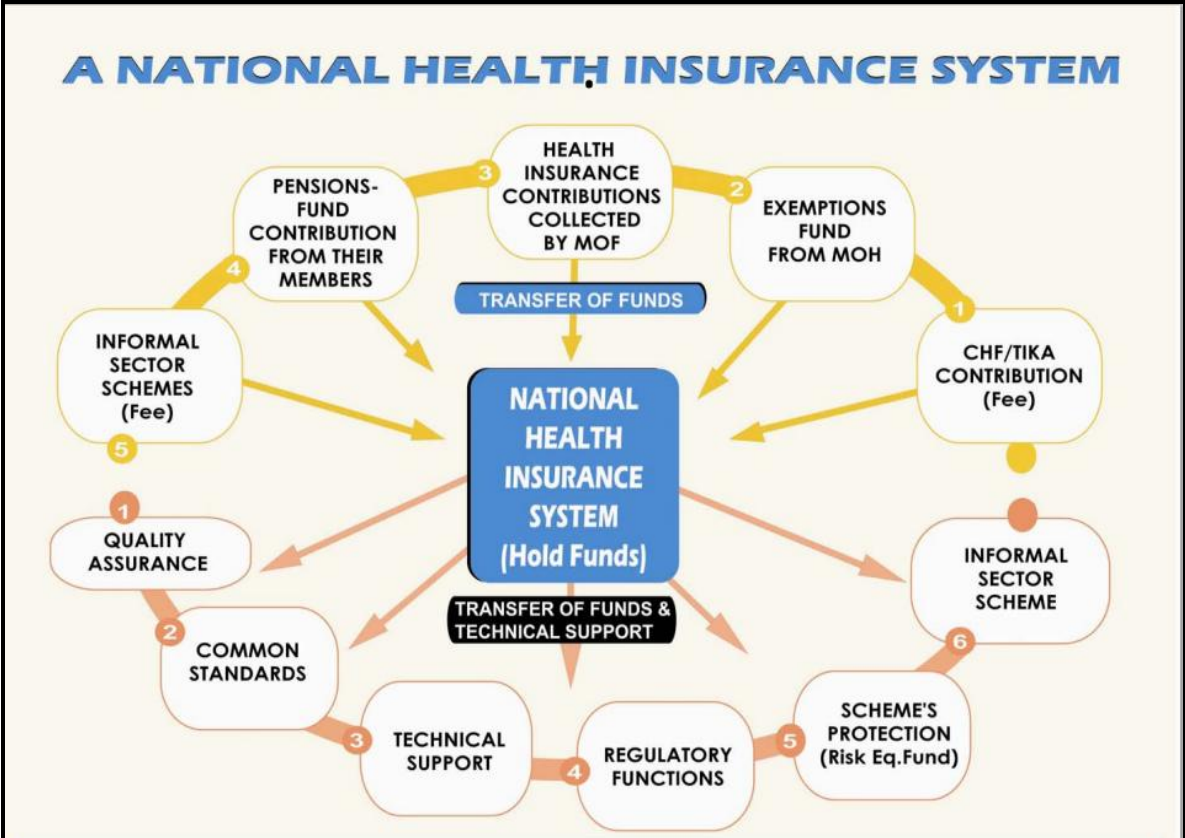 A NATIONAL HEALTH INSURANCE SYSTEM
HEALTH
INSURANCE
CONTRIBUTIONS
COLLECTED
BY MOF
3
2
PENSIONS-
FUND
CONTRIBUTION
FROM THEIR
MEMBERS
EXEMPTIONS
FUND
FROM MOH
4
TRANSFER OF FUNDS
1
INFORMAL
SECTOR
SCHEMES
(Fee)
CHF/TIKA
CONTRIBUTION
(Fee)
5
NATIONAL
HEALTH
INSURANCE
SYSTEM
(Hold Funds)
1
QUALITY
ASSURANCE
INFORMAL
SECTOR
SCHEME
TRANSFER OF FUNDS &
TECHNICAL SUPPORT
2
6
COMMON
STANDARDS
SCHEME'S
PROTECTION
(Risk Eq.Fund)
3
TECHNICAL
SUPPORT
4
REGULATORY
FUNCTIONS
5